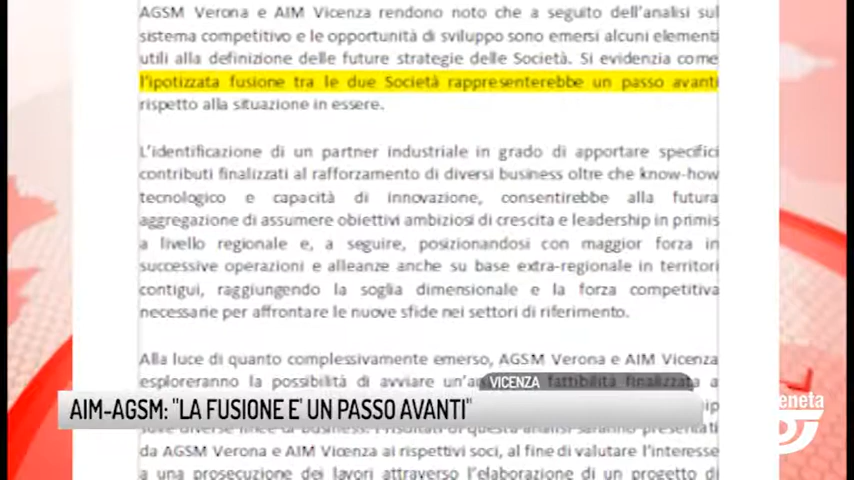 AGSM Verona e AIM Vicenza rendono noto che a seguito dell'analisi sul
sistema competitivo e le opportunità di sviluppo sono emersi alcuni elementi
utili alla definizione delle future strategie delle Società. Si evidenzia come
l'ipotizzata fusione tra le due Società rappresenterebbe un passo avanti
rispetto alla situazione in essere.
L'identificazione di un partner industriale in grado di apportare specifici
contributi finalizzati al rafforzamento di diversi business oltre che know-how
tecnologico e capacità di innovazione, consentirebbe alla futura
aggregazione di assumere obiettivi ambiziosi di crescita e leadership in primis
a livello regionale e, a seguire, posizionandosi con maggior forza in
successive operazioni e alleanze anche su base extra-regionale in territori
contigui, raggiungendo la soglia dimensionale e la forza competitiva
necessarie per affrontare le nuove sfide nei settori di riferimento.
Alla luce di quanto complessivamente emerso, AGSM Verona e AIM Vicenza
esploreranno la possibilità di avviare un'a fattibilità finalizzata a
VICENZA
AIM-AGSM: "LA FUSIONE E' UN PASSO AVANTI"
eneta
da AGSM Verona e AIM Vicenza ai rispettivi soci, al fine di valutare l'interesse
a una prosecuzione dei lavori attraverso l'elaborazione di un progetto di